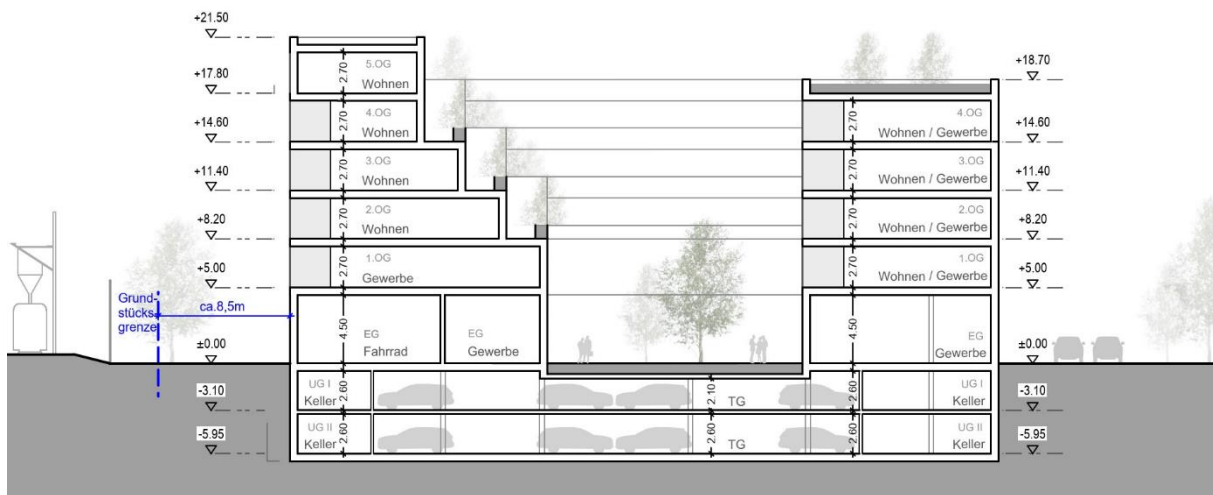 +21.50
5.OG
Wohnen
2.70
+17.80
+18.70
4.OG
Wohnen
2.70
+14.60
4.OG
Wohnen / Gewerbe
2.70
+14.60
3.OG
Wohnen
2.70
+11.40
3.OG
Wohnen / Gewerbe
2.70
+11.40
2.OG
Wohnen
2.70
+8.20
2.OG
Wohnen / Gewerbe
2.70
+8.20
1.OG
Gewerbe
2.70
+5.00
1.OG
Wohnen / Gewerbe
2.70
+5.00
Grund-
stücks
grenze
ca.8,5m
EG
Fahrrad
4.50
EG
Gewerbe
EG
Gewerbe
4.50
±0.00
±0.00
UG I
Keller
2.60
2.10
TG
2.60
UG I
Keller
-3.10
-3.10
UG II
Keller
2.60
2.60
TG
2.60
UG II
Keller
-5.95
-5.95